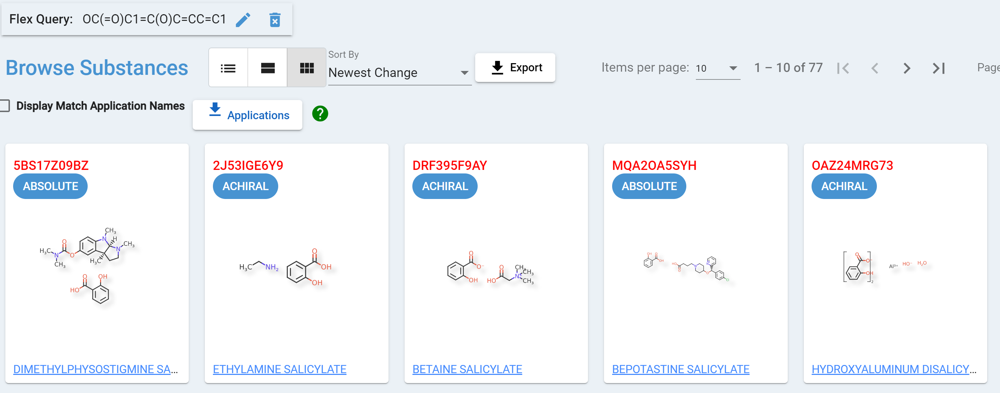 Flex Query: OC(=O)C1=C(O)C=CC=C1
Browse Substances
Sort By
Newest Change
Export
Items per page: 10
1 – 10 of 77
Page
Display Match Application Names
Applications
?
5BS17Z09BZ
ABSOLUTE
CH₃
N
H
N
CH₃
O
H₃C
N
O
H₃C
CH₃
O
OH
HO
DIMETHYLPHYSOSTIGMINE SA...
2J53IGE6Y9
ACHIRAL
H₃C
NH₂
O
OH
OH
ETHYLAMINE SALICYLATE
DRF395F9AY
ACHIRAL
O
O⁻
OH
O
HO
CH₃
CH₃
N⁺
CH₃
BETAINE SALICYLATE
MQA2OA5SYH
ABSOLUTE
OH
O
OH
HO
O
N
N
O
Cl
BEPOTASTINE SALICYLATE
OAZ24MRG73
ACHIRAL
O
O⁻
OH
2
Al³⁺ HO⁻ H₂O
HYDROXYALUMINUM DISALICY...